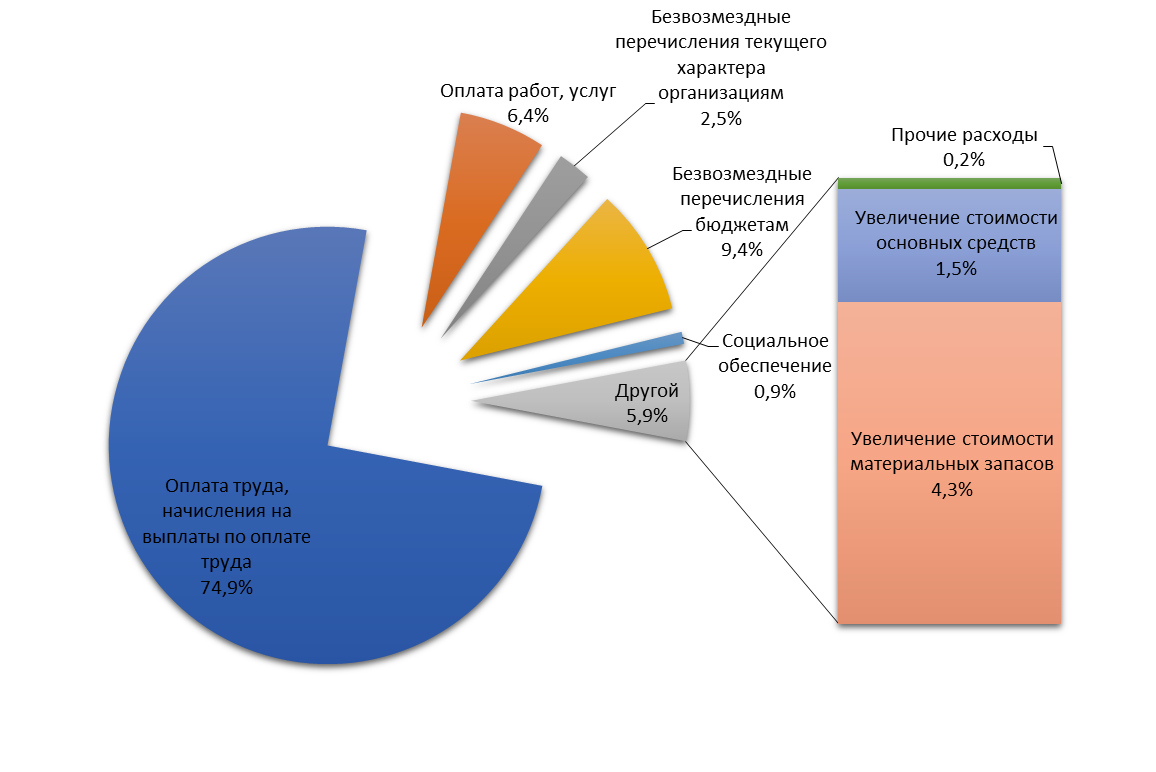 Безвозмездные
перечисления текущего
характера
организациям
2,5%
Оплата работ, услуг
6,4%
Прочие расходы
0,2%
Безвозмездные
перечисления
бюджетам
9,4%
Увеличение стоимости
основных средств
1,5%
Социальное
обеспечение
0,9%
Другой
5,9%
Увеличение стоимости
материальных запасов
4,3%
Оплата труда,
начисления на
выплаты по оплате
труда
74,9%